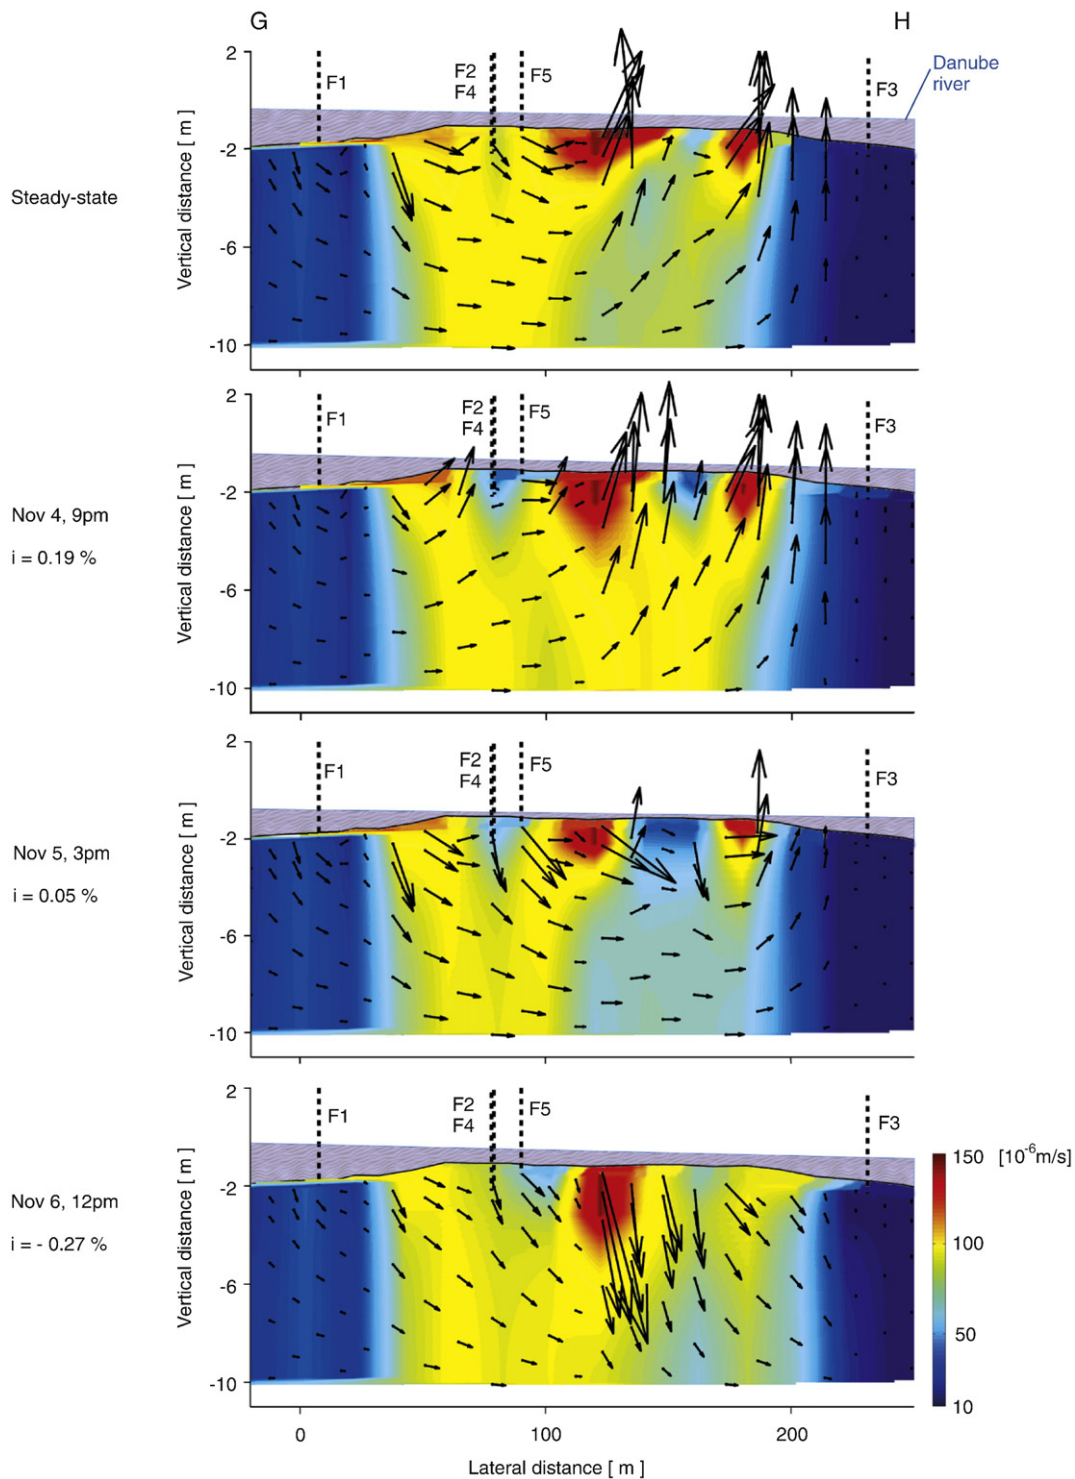 G
H
2
-2
-6
-10
Vertical distance [ m ]
F1
F2
F4
F5
F3
Danube
river
Steady-state
0
100
200
2
-2
-6
-10
Vertical distance [ m ]
F1
F2
F4
F5
F3
Nov 4, 9pm
i = 0.19 %
2
-2
-6
-10
Vertical distance [ m ]
F1
F2
F4
F5
F3
Nov 5, 3pm
i = 0.05 %
2
-2
-6
-10
Vertical distance [ m ]
F1
F2
F4
F5
F3
Nov 6, 12pm
i = - 0.27 %
150 [10⁻⁶m/s]
100
50
10
0
100
200
Lateral distance [ m ]